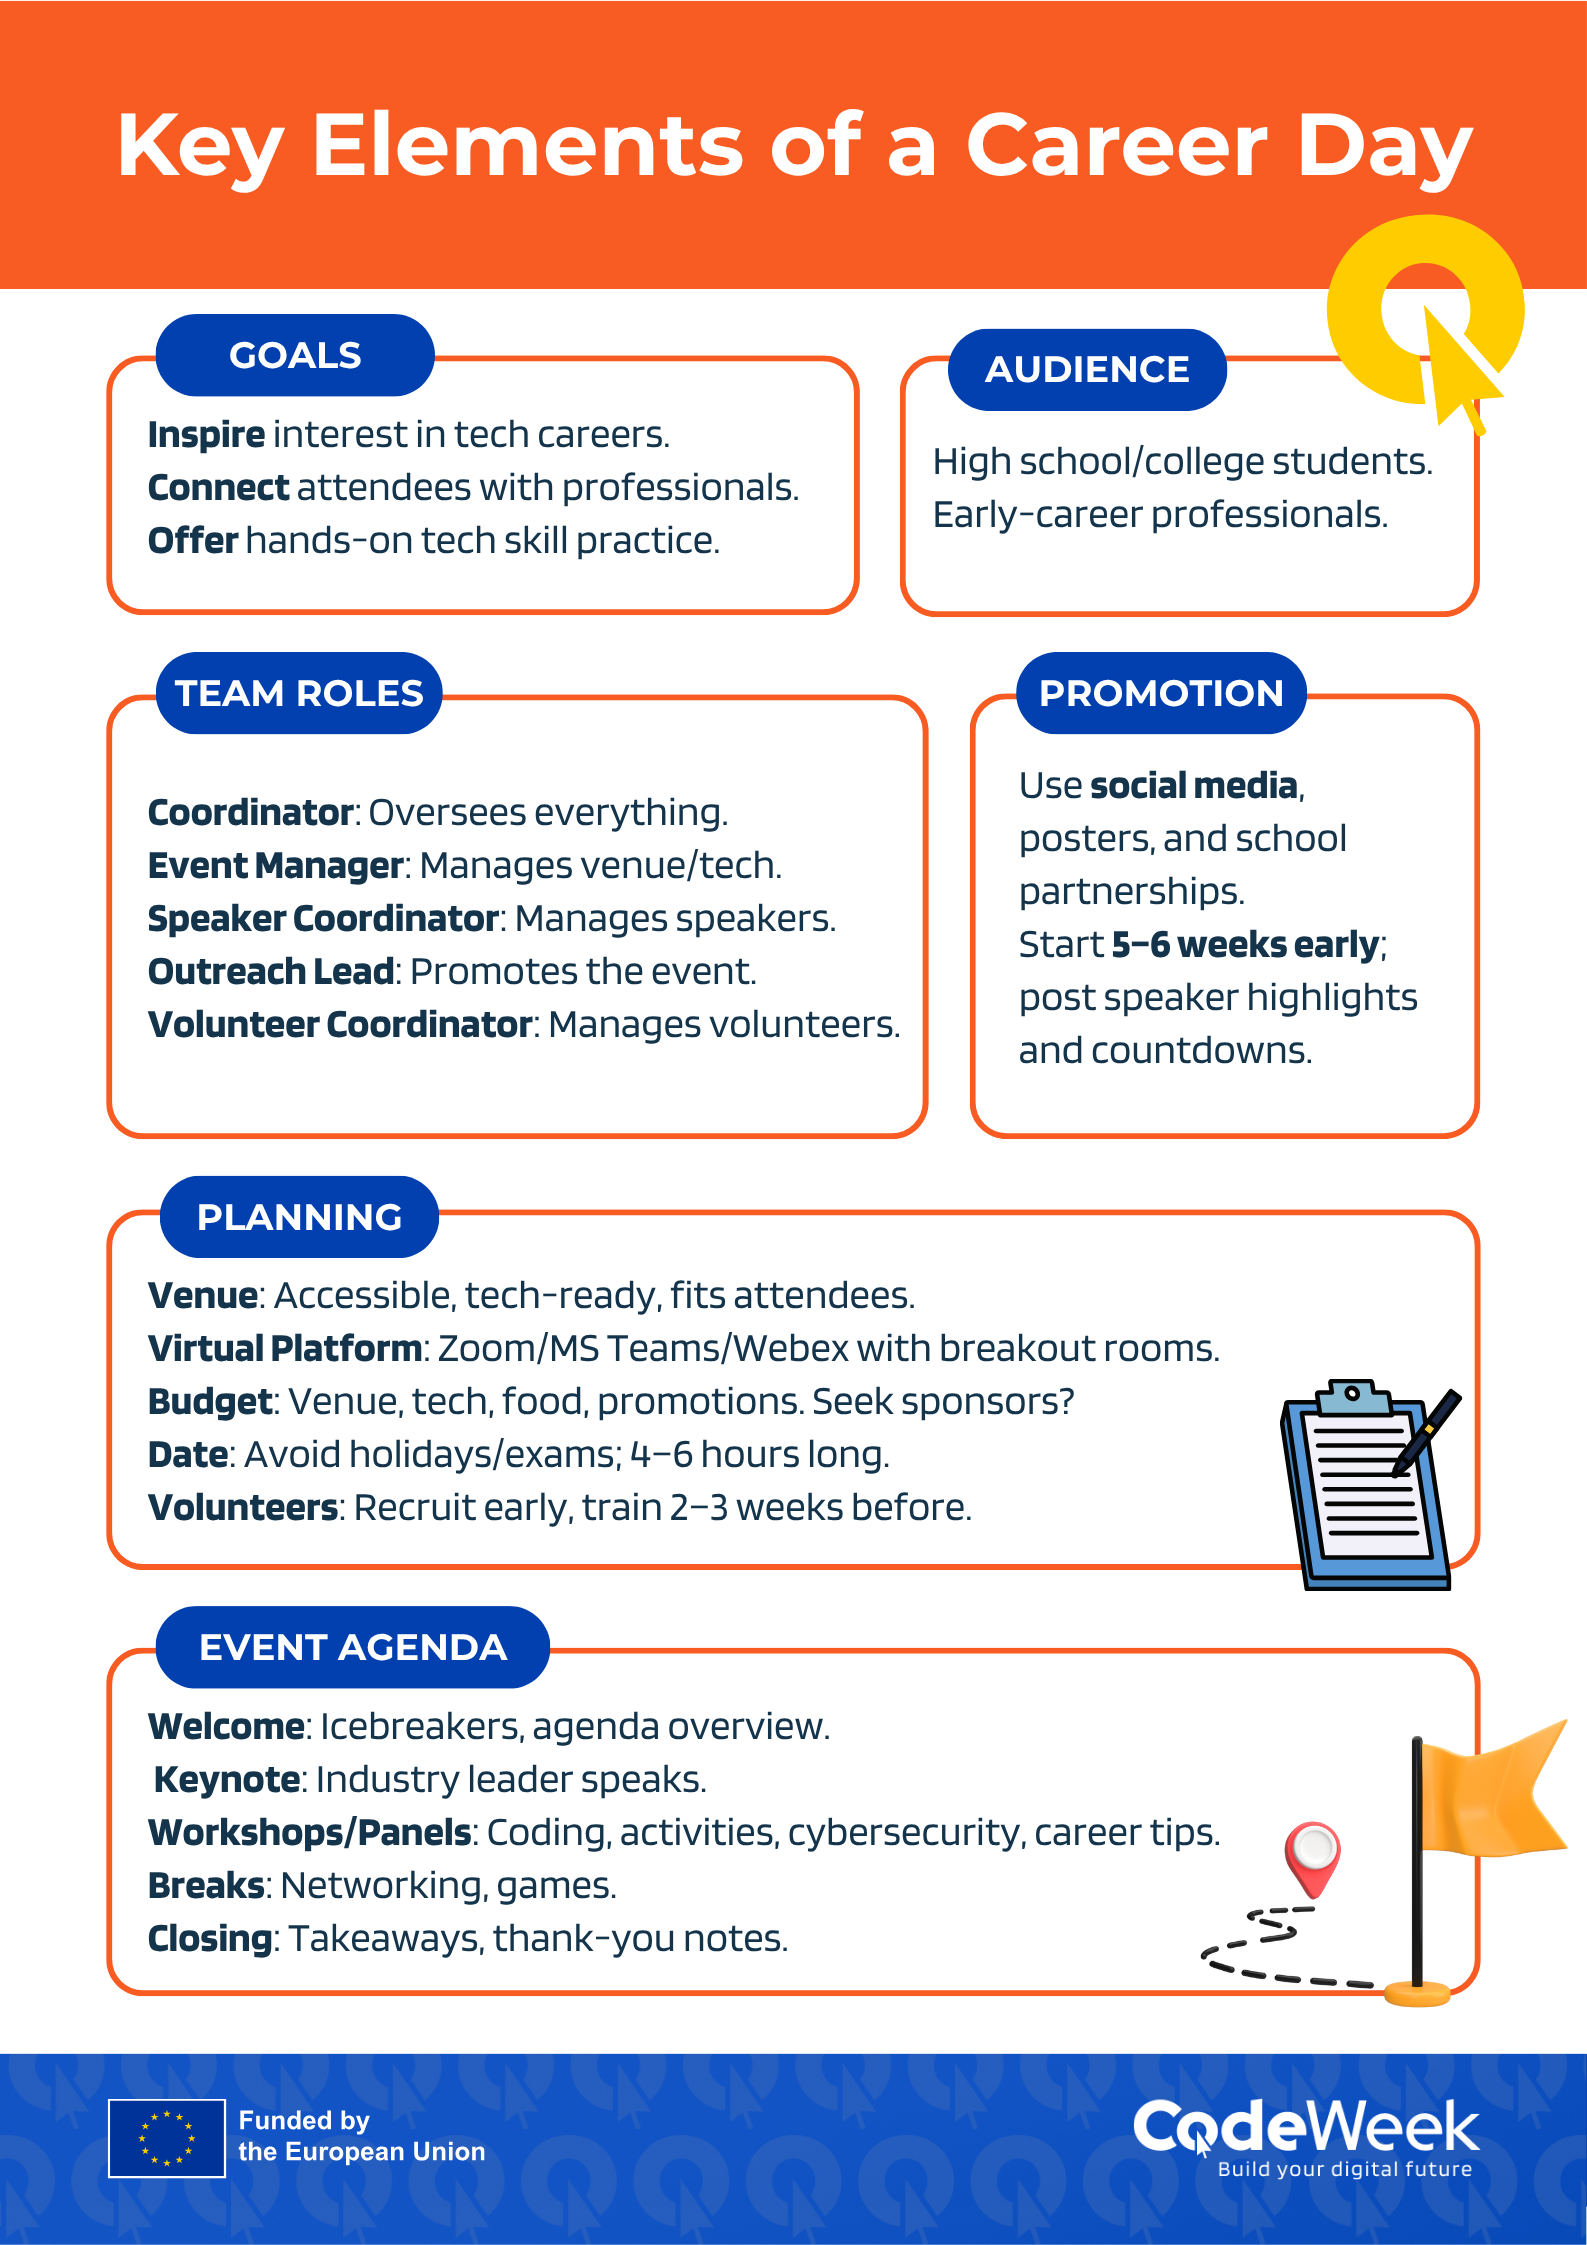 Key Elements of a Career Day
GOALS
Inspire interest in tech careers.
Connect attendees with professionals.
Offer hands-on tech skill practice.
AUDIENCE
High school/college students.
Early-career professionals.
TEAM ROLES
Coordinator: Oversees everything.
Event Manager: Manages venue/tech.
Speaker Coordinator: Manages speakers.
Outreach Lead: Promotes the event.
Volunteer Coordinator: Manages volunteers.
PROMOTION
Use social media,
posters, and school
partnerships.
Start 5–6 weeks early;
post speaker highlights
and countdowns.
PLANNING
Venue: Accessible, tech-ready, fits attendees.
Virtual Platform: Zoom/MS Teams/Webex with breakout rooms.
Budget: Venue, tech, food, promotions. Seek sponsors?
Date: Avoid holidays/exams; 4–6 hours long.
Volunteers: Recruit early, train 2–3 weeks before.
EVENT AGENDA
Welcome: Icebreakers, agenda overview.
Keynote: Industry leader speaks.
Workshops/Panels: Coding, activities, cybersecurity, career tips.
Breaks: Networking, games.
Closing: Takeaways, thank-you notes.
Funded by
the European Union
CodeWeek
Build your digital future